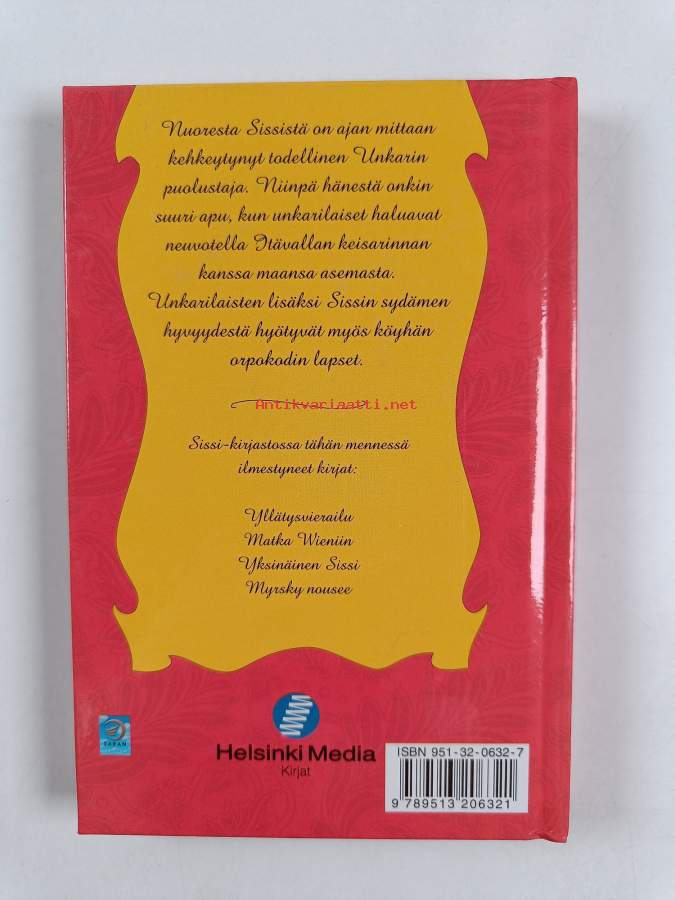 Nuoresta Sissistä on ajan mittaan
kehkeytynyt todellinen Unkarin
puolustaja. Niinpä hänestä onkin
suuri apu, kun unkarilaiset haluavat
neuvotella Itävallan keisarinnan
kanssa maansa asemasta.
Unkarilaisten lisäksi Sissin sydämen
hyvyydestä hyötyvät myös köyhän
orpokodin lapset.
Antikvariaatti.net
Sissi-kirjastossa tähän mennessä
ilmestyneet kirjat:
Yllätysvierailu
Matka Wieniin
Yksinäinen Sissi
Myrsky nousee
SABAN
Helsinki Media
Kirjat
ISBN 951-32-0632-7
9 789513 206321